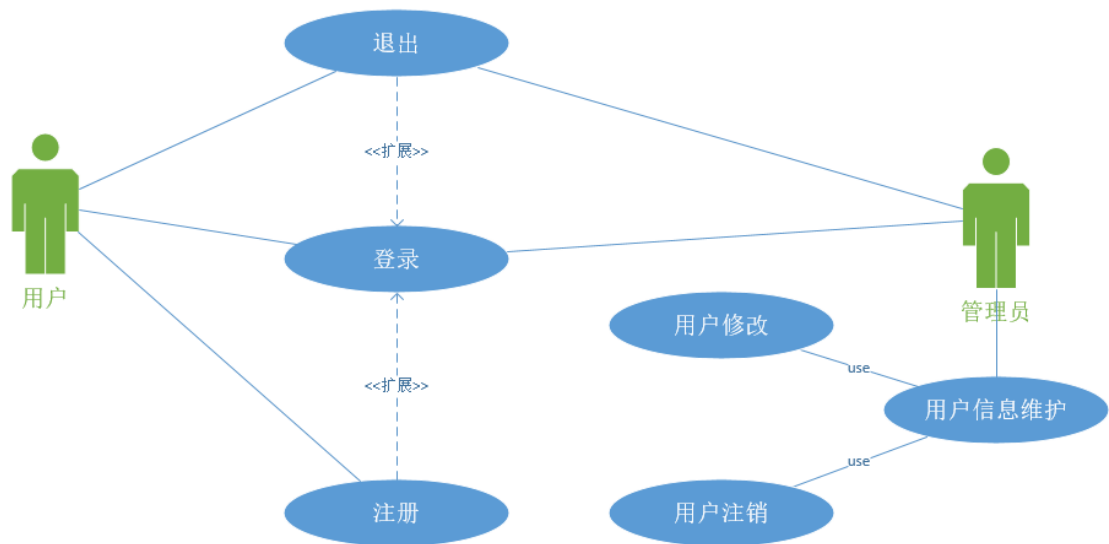 退出
<<扩展>>
登录
用户
管理员
用户修改
use
<<扩展>>
用户信息维护
use
注册
用户注销